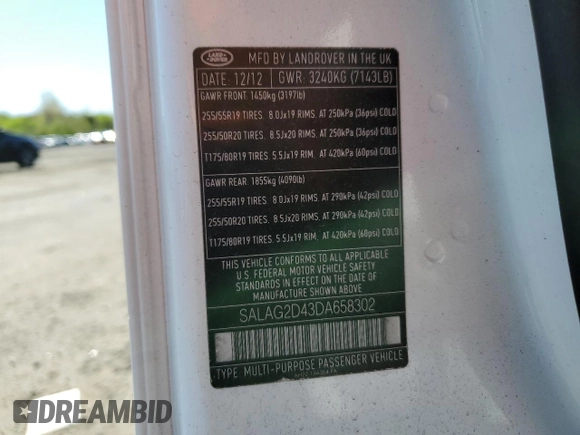 LAND ROVER
MFD BY LANDROVER IN THE UK
DATE 12/12 GWR: 3240KG (7143LB)
GAWR FRONT. 1450kg (3197lb)
255/55R19 TIRES. 8.0Jx19 RIMS. AT 250kPa (36psi) COLD
255/50R20 TIRES. 8.5Jx20 RIMS. AT 250kPa (36psi) COLD
T175/80R19 TIRES. 5.5Jx19 RIM. AT 420kPa (60psi) COLD
GAWR REAR. 1855kg (4090lb)
255/55R19 TIRES. 8.0Jx19 RIMS. AT 290kPa (42psi) COLD
255/50R20 TIRES. 8.5Jx20 RIMS. AT 290kPa (42psi) COLD
T175/80R19 TIRES. 5.5Jx19 RIM. AT 420kPa (60psi) COLD
THIS VEHICLE CONFORMS TO ALL APPLICABLE
U.S. FEDERAL MOTOR VEHICLE SAFETY
STANDARDS IN EFFECT ON THE DATE OF
MANUFACTURE SHOWN ABOVE
SALAG2D43DA658302
TYPE: MULTI-PURPOSE PASSENGER VEHICLE
DREAMBID